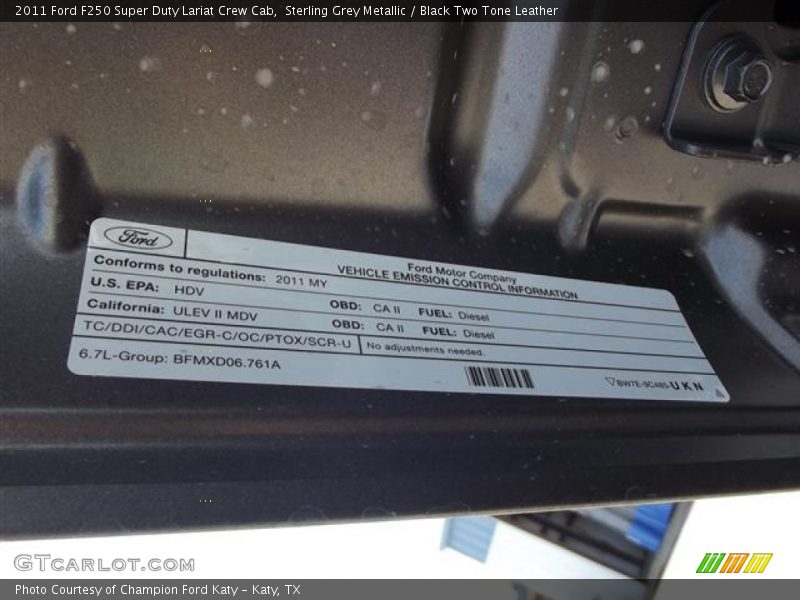 2011 Ford F250 Super Duty Lariat Crew Cab, Sterling Grey Metallic / Black Two Tone Leather
Ford
Ford Motor Company
VEHICLE EMISSION CONTROL INFORMATION
Conforms to regulations: 2011 MY
U.S. EPA: HDV OBD: CA II FUEL: Diesel
California: ULEV II MDV OBD: CA II FUEL: Diesel
TC/DDI/CAC/EGR-C/OC/PTOX/SCR-U No adjustments needed.
6.7L-Group: BFMXD06.761A
BW7E-9C485-UKN
GTCARLOT.COM
Photo Courtesy of Champion Ford Katy - Katy, TX